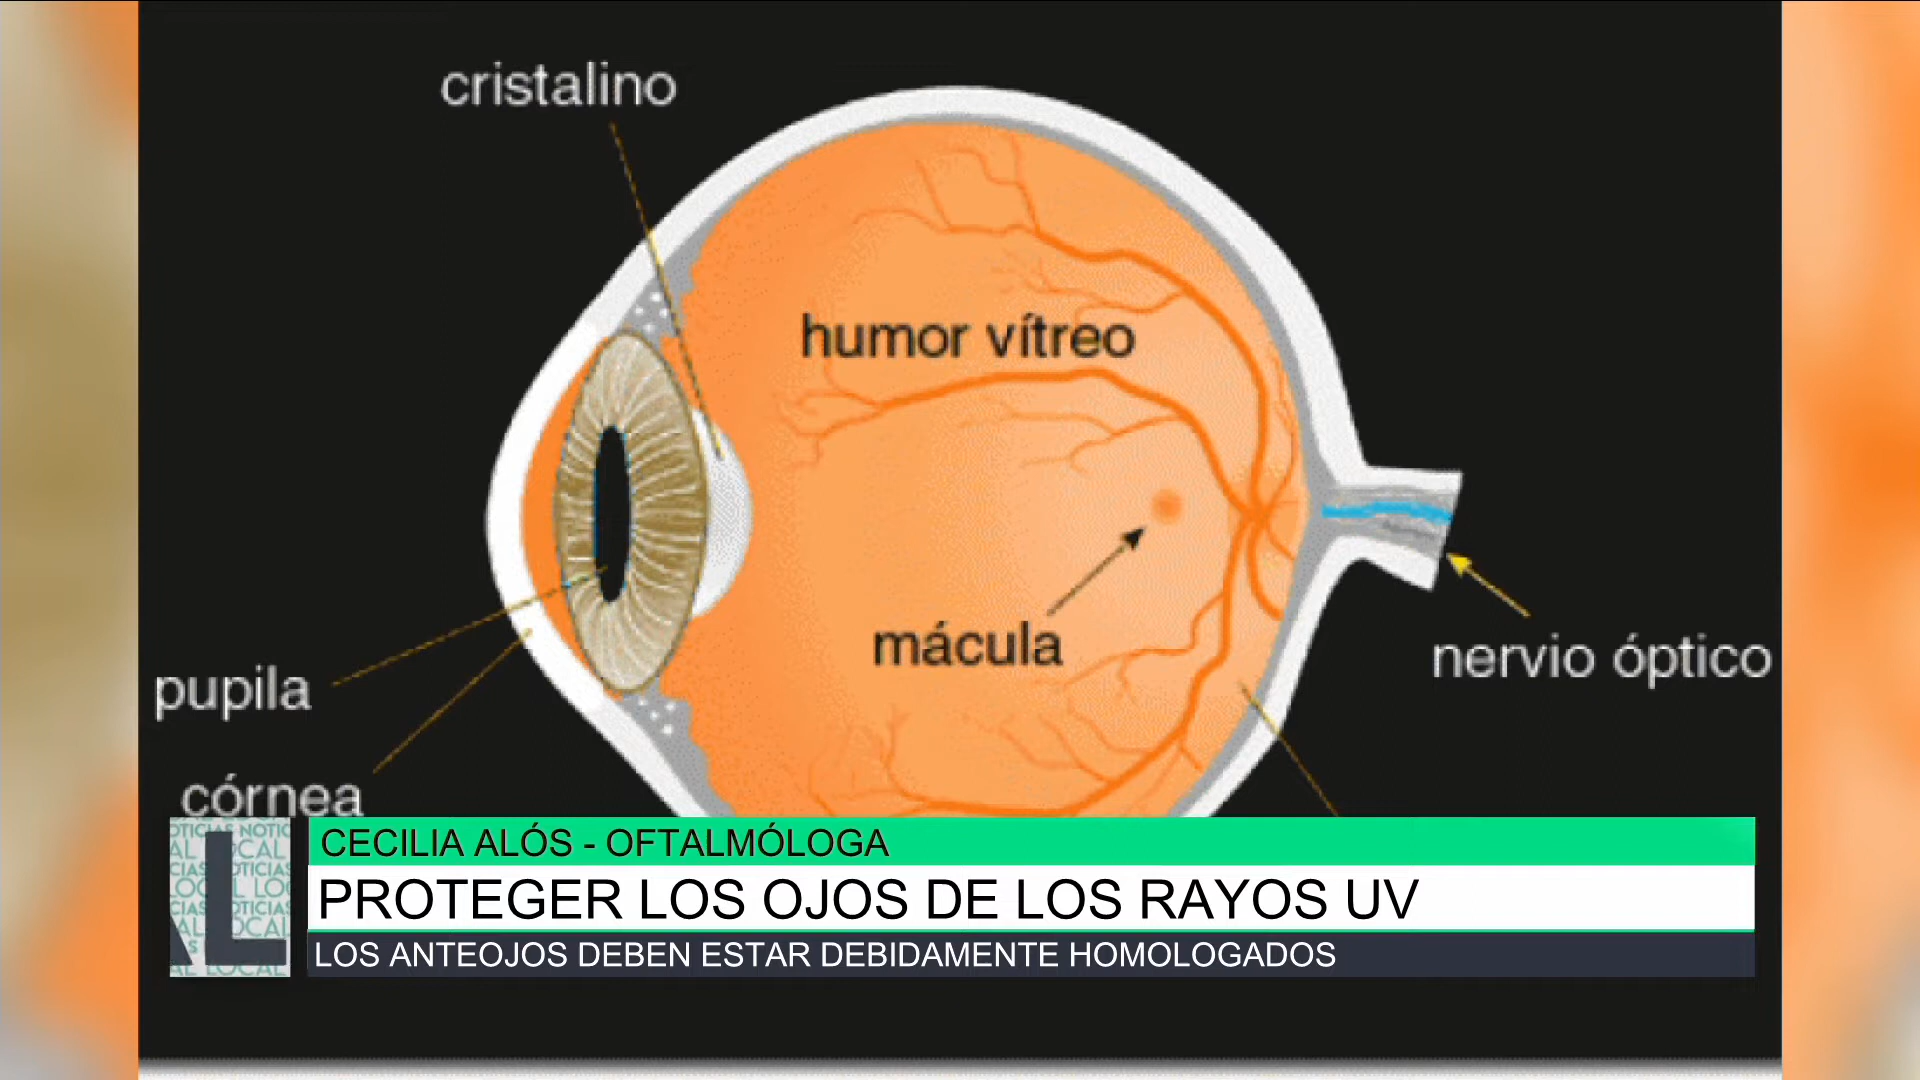 cristalino
humor vítreo
mácula
nervio óptico
pupila
córnea
CECILIA ALÓS - OFTALMÓLOGA
PROTEGER LOS OJOS DE LOS RAYOS UV
LOS ANTEOJOS DEBEN ESTAR DEBIDAMENTE HOMOLOGADOS